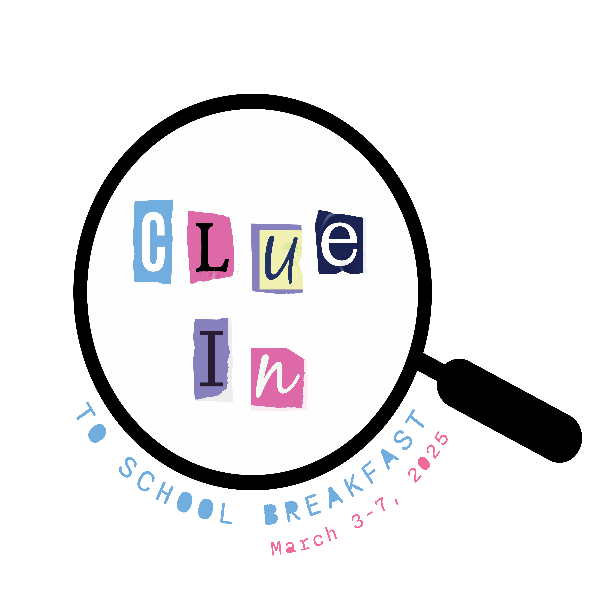 CLue
In
TO SCHOOL BREAKFAST
March 3-7, 2025